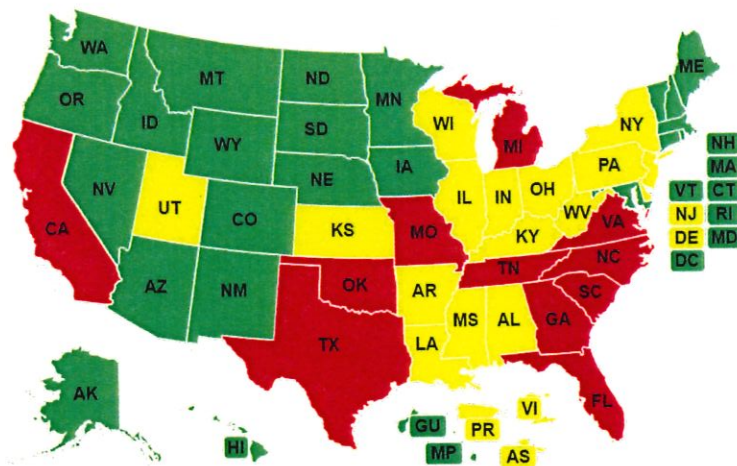 WA
MT
ND
MN
ME
OR
ID
WY
SD
WI
MI
NY
NH
MA
VT
CT
NJ
RI
DE
MD
DC
NV
UT
CO
NE
IA
IL
IN
OH
PA
WV
VA
CA
KS
MO
KY
AZ
NM
OK
AR
TN
NC
SC
TX
LA
MS
AL
GA
FL
AK
HI
GU
MP
PR
VI
AS